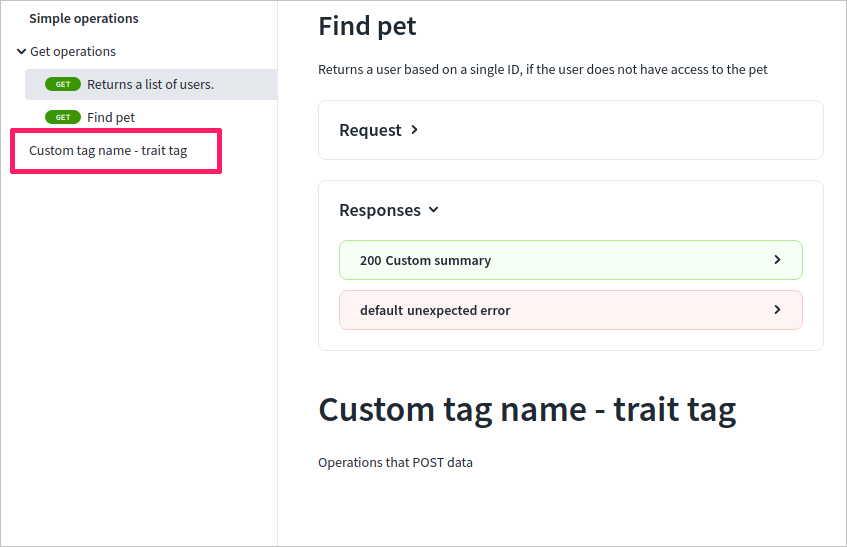 Simple operations
Get operations
GET Returns a list of users.
GET Find pet
Custom tag name - trait tag
Find pet
Returns a user based on a single ID, if the user does not have access to the pet
Request
Responses
200 Custom summary
default unexpected error
Custom tag name - trait tag
Operations that POST data